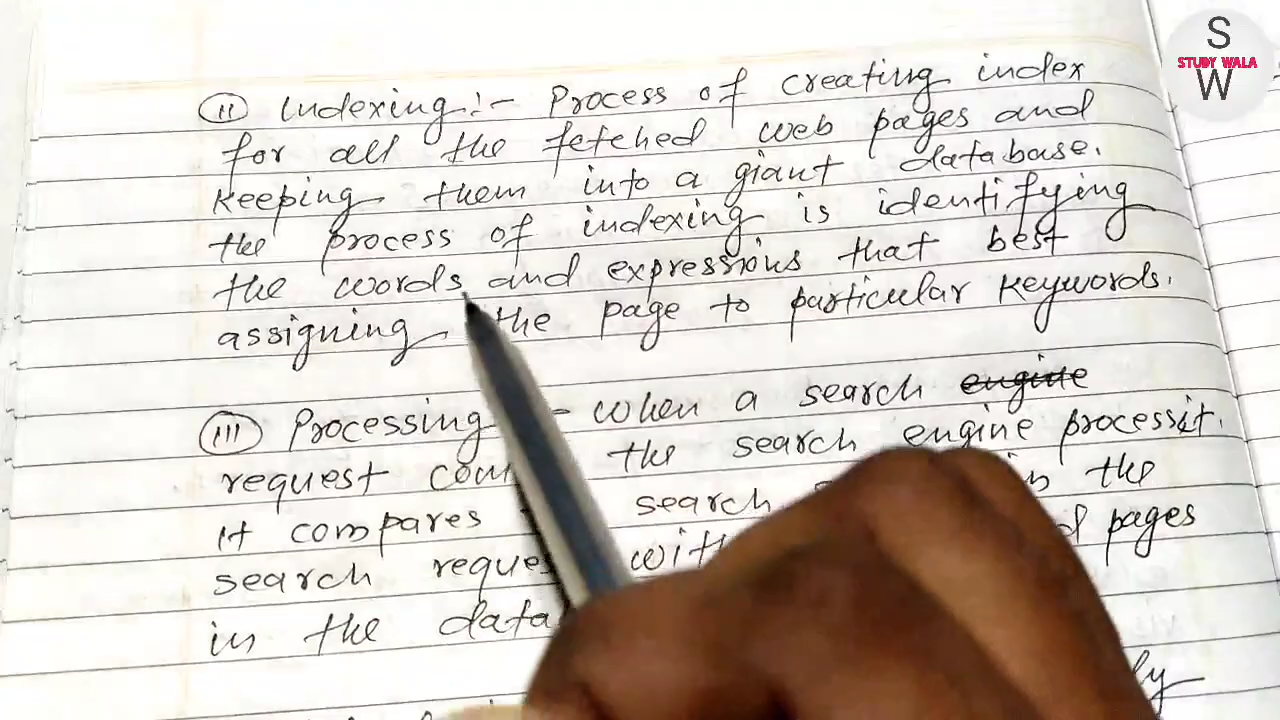 S
STUDY WALA
W
(ii) Indexing:- Process of creating index
for all the fetched web pages and
keeping them into a giant database.
the process of indexing is identifying
the words and expressions that best
assigning the page to particular keywords.
(iii) Processing - when a search engine
request com the search engine process it.
it compares search in the
search reques with d pages
in the data
ly